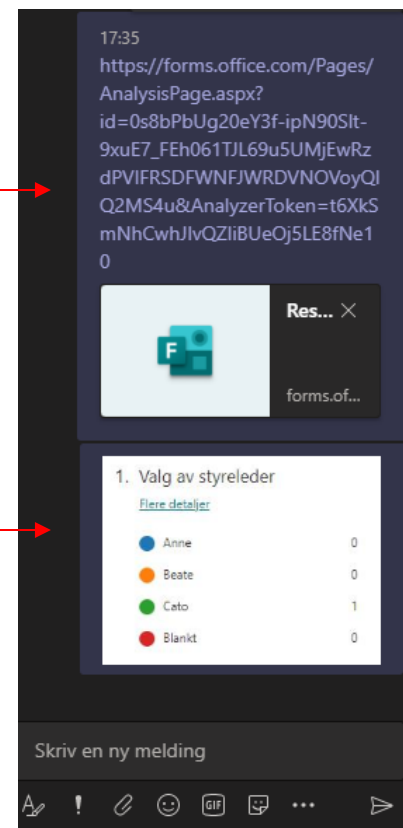 17:35
https://forms.office.com/Pages/
AnalysisPage.aspx?
id=0s8bPbUg20eY3f-ipN90Slt-
9xuE7_FEh061TJL69u5UMjEwRz
dPVlFRSDFWNFJWRDVNOVoyQl
Q2MS4u&AnalyzerToken=t6XkS
mNhCwhJlvQZliBUeOj5LE8fNe1
0
Res...
F
forms.of...
1. Valg av styreleder
Flere detaljer
Anne 0
Beate 0
Cato 1
Blankt 0
Skriv en ny melding
GIF